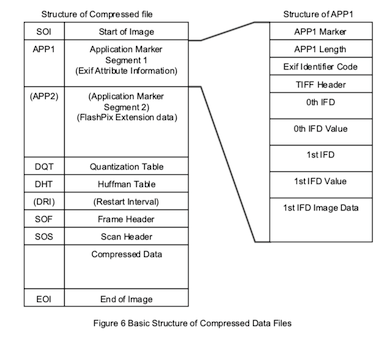 Structure of Compressed file
SOI Start of Image
APP1 Application Marker
Segment 1
(Exif Attribute Information)
(APP2) (Application Marker
Segment 2)
(FlashPix Extension data)
DQT Quantization Table
DHT Huffman Table
(DRI) (Restart Interval)
SOF Frame Header
SOS Scan Header
Compressed Data
EOI End of Image
Structure of APP1
APP1 Marker
APP1 Length
Exif Identifier Code
TIFF Header
0th IFD
0th IFD Value
1st IFD
1st IFD Value
1st IFD Image Data
Figure 6 Basic Structure of Compressed Data Files